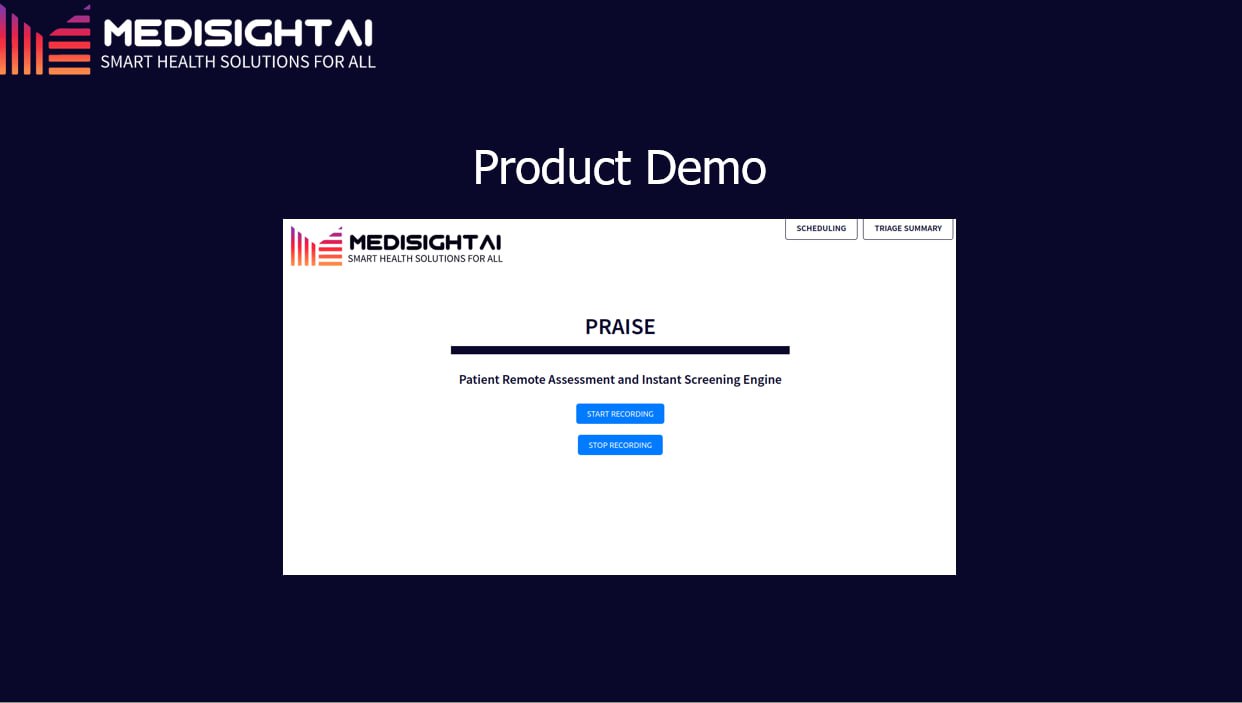 MEDISIGHTAI
SMART HEALTH SOLUTIONS FOR ALL
Product Demo
MEDISIGHTAI
SMART HEALTH SOLUTIONS FOR ALL
SCHEDULING
TRIAGE SUMMARY
PRAISE
Patient Remote Assessment and Instant Screening Engine
START RECORDING
STOP RECORDING